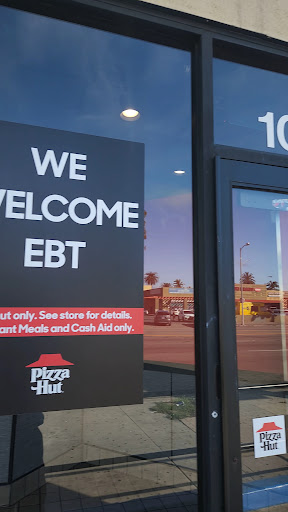 WE
WELCOME
EBT
out only. See store for details.
ant Meals and Cash Aid only.
Pizza
Hut
10
Pizza
Hut